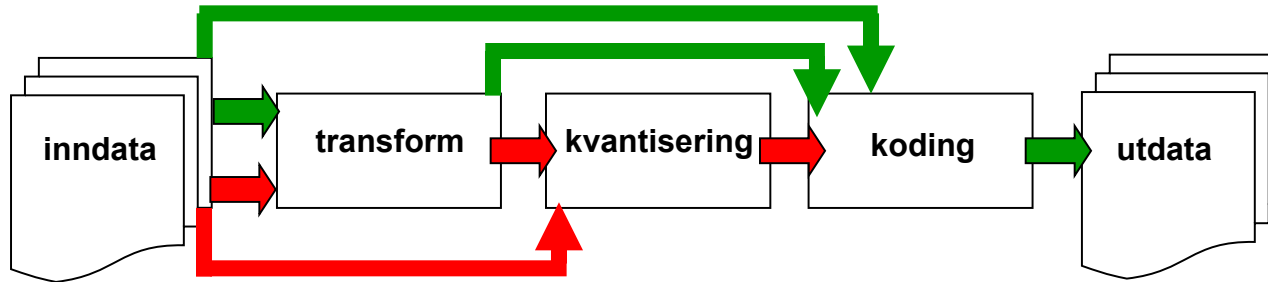 inndata
transform
kvantisering
koding
utdata